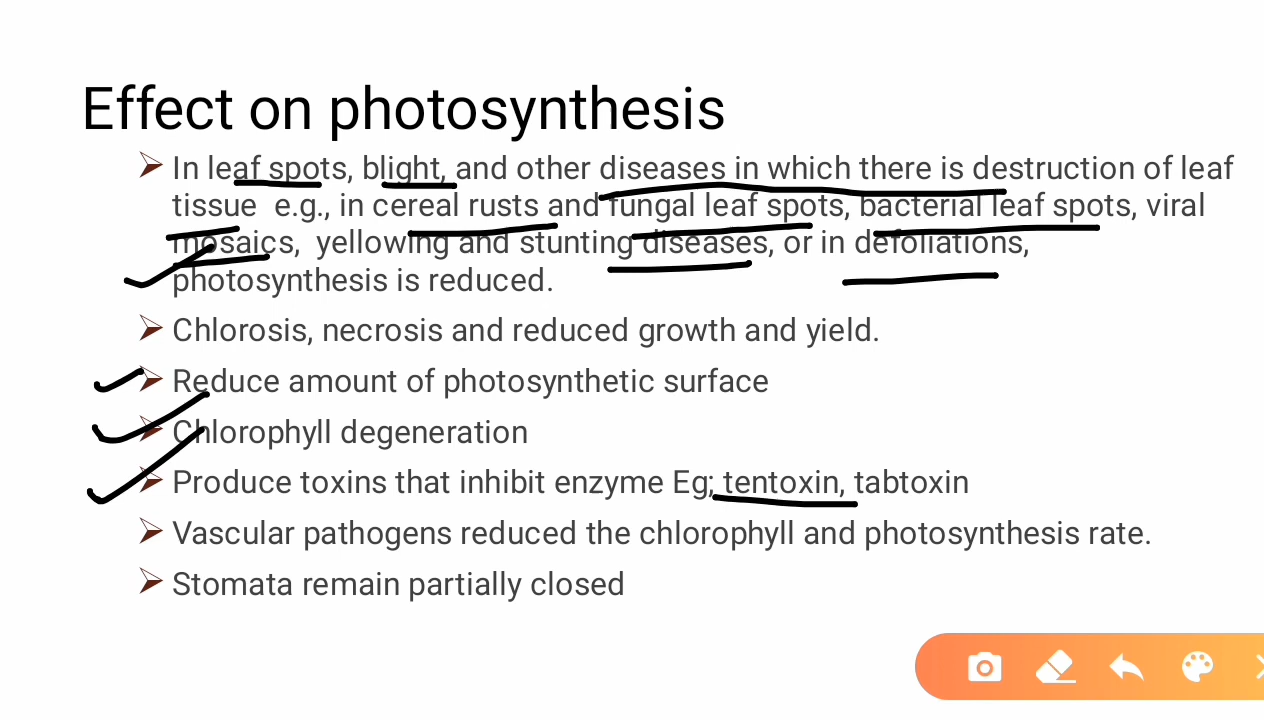 Effect on photosynthesis
In leaf spots, blight, and other diseases in which there is destruction of leaf
tissue e.g., in cereal rusts and fungal leaf spots, bacterial leaf spots, viral
mosaics, yellowing and stunting diseases, or in defoliations,
photosynthesis is reduced.
Chlorosis, necrosis and reduced growth and yield.
Reduce amount of photosynthetic surface
Chlorophyll degeneration
Produce toxins that inhibit enzyme Eg; tentoxin, tabtoxin
Vascular pathogens reduced the chlorophyll and photosynthesis rate.
Stomata remain partially closed